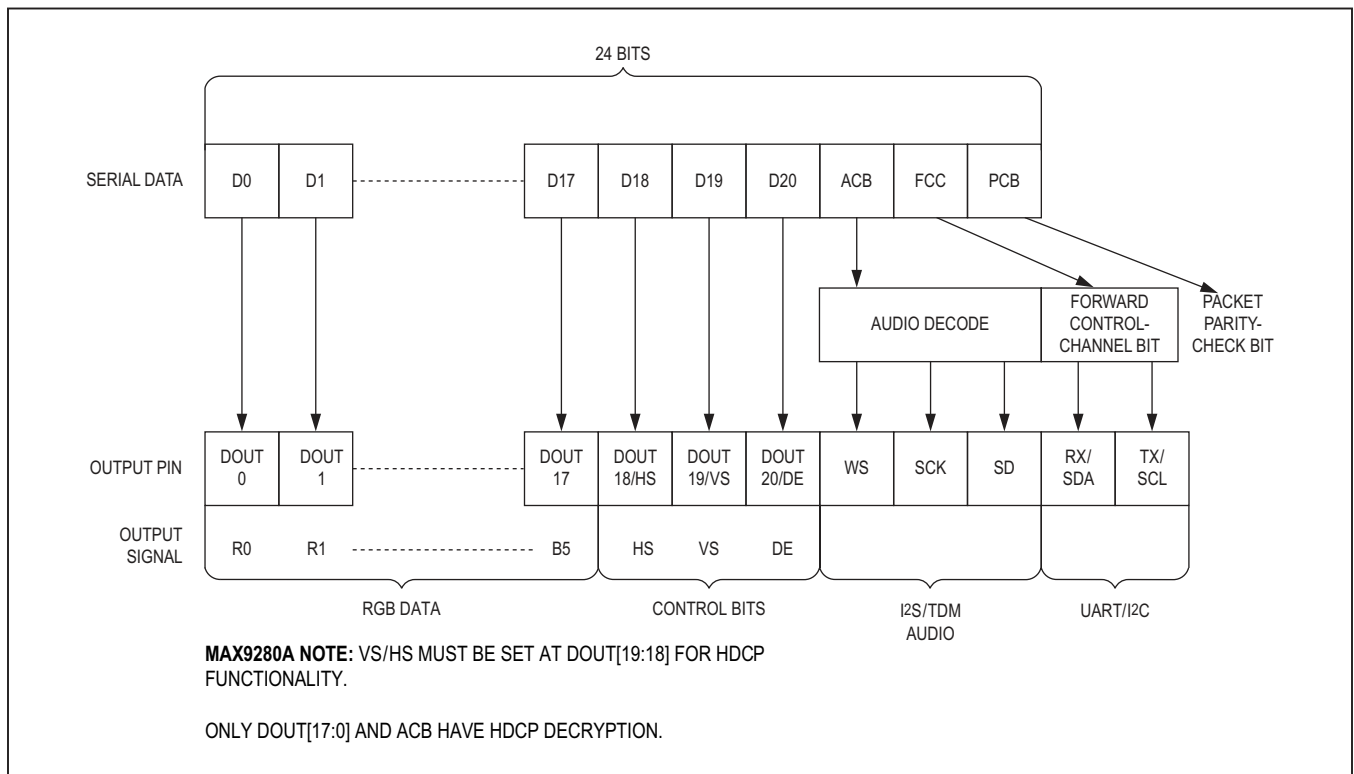 24 BITS
SERIAL DATA D0 D1 D17 D18 D19 D20 ACB FCC PCB
AUDIO DECODE
FORWARD
CONTROL-
CHANNEL BIT
PACKET
PARITY-
CHECK BIT
OUTPUT PIN
DOUT
0
DOUT
1
DOUT
17
DOUT
18/HS
DOUT
19/VS
DOUT
20/DE
WS
SCK
SD
RX/
SDA
TX/
SCL
OUTPUT
SIGNAL
R0 R1 B5 HS VS DE
RGB DATA
CONTROL BITS
I2S/TDM
AUDIO
UART/I2C
MAX9280A NOTE: VS/HS MUST BE SET AT DOUT[19:18] FOR HDCP
FUNCTIONALITY.
ONLY DOUT[17:0] AND ACB HAVE HDCP DECRYPTION.